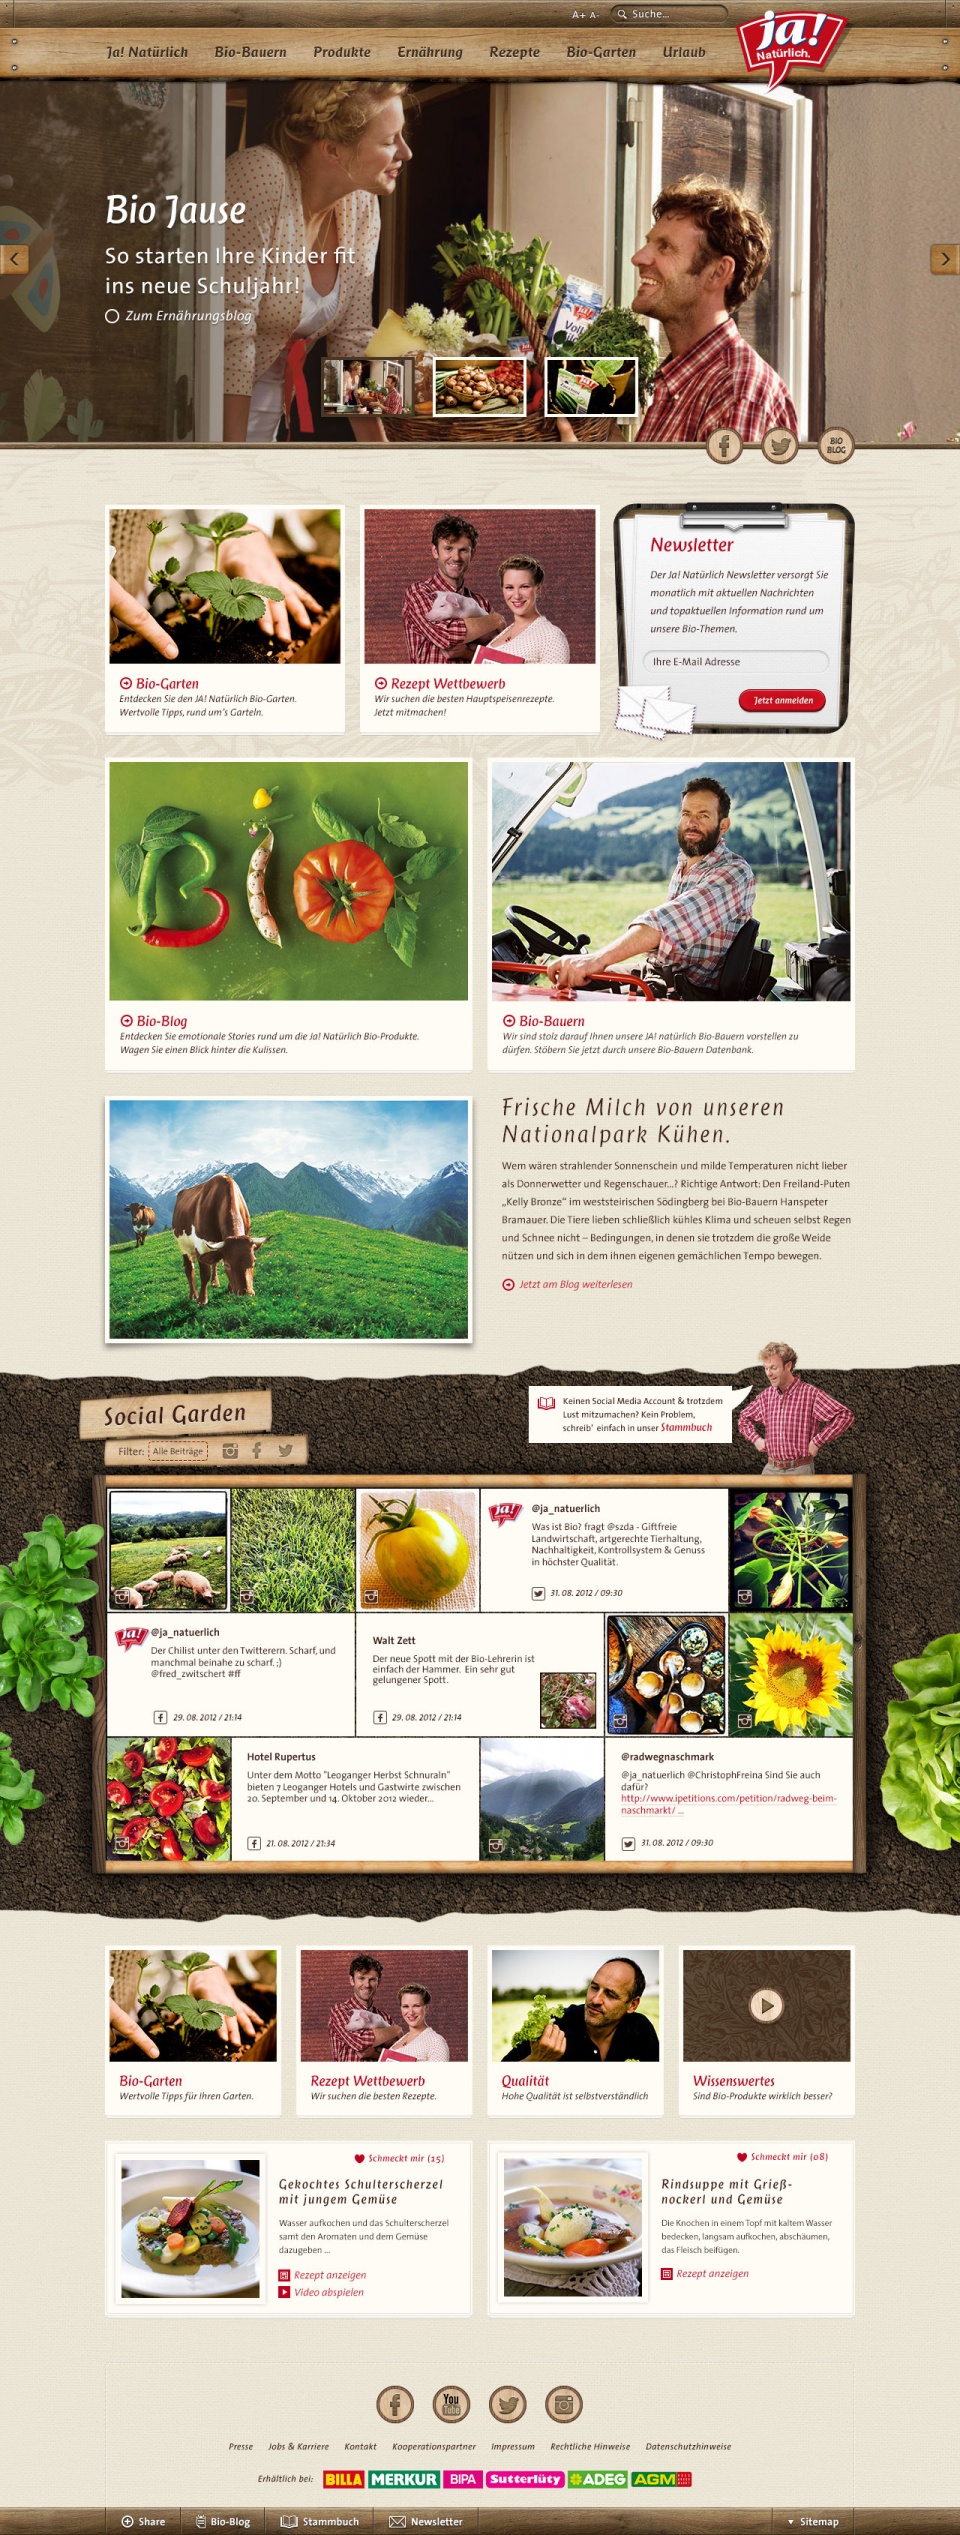 A+ A-
Suche...
Ja! Natürlich
Bio-Bauern
Produkte
Ernährung
Rezepte
Bio-Garten
Urlaub
ja!
Natürlich.
Bio Jause
So starten Ihre Kinder fit
ins neue Schuljahr!
Zum Ernährungsblog
BIO
BLOG
Bio-Garten
Entdecken Sie den JA! Natürlich Bio-Garten.
Wertvolle Tipps, rund um's Garteln.
Rezept Wettbewerb
Wir suchen die besten Hauptspeisenrezepte.
Jetzt mitmachen!
Newsletter
Der Ja! Natürlich Newsletter versorgt Sie
monatlich mit aktuellen Nachrichten
und topaktuellen Information rund um
unsere Bio-Themen.
Ihre E-Mail Adresse
Jetzt anmelden
BIO
Bio-Blog
Entdecken Sie emotionale Stories rund um die Ja! Natürlich Bio-Produkte.
Wagen Sie einen Blick hinter die Kulissen.
Bio-Bauern
Wir sind stolz darauf Ihnen unsere JA! natürlich Bio-Bauern vorstellen zu
dürfen. Stöbern Sie jetzt durch unsere Bio-Bauern Datenbank.
Frische Milch von unseren
Nationalpark Kühen.
Wem wären strahlender Sonnenschein und milde Temperaturen nicht lieber
als Donnerwetter und Regenschauer...? Richtige Antwort: Den Freiland-Puten
„Kelly Bronze“ im weststeirischen Södingberg bei Bio-Bauern Hanspeter
Bramauer. Die Tiere lieben schließlich kühles Klima und scheuen selbst Regen
und Schnee nicht – Bedingungen, in denen sie trotzdem die große Weide
nützen und sich in dem ihnen eigenen gemächlichen Tempo bewegen.
Jetzt am Blog weiterlesen
Social Garden
Filter: Alle Beiträge
Keinen Social Media Account & trotzdem
Lust mitzumachen? Kein Problem,
schreib' einfach in unser Stammbuch
ja!
@ja_natuerlich
Was ist Bio? fragt @szda - Giftfreie
Landwirtschaft, artgerechte Tierhaltung,
Nachhaltigkeit, Kontrollsystem & Genuss
in höchster Qualität.
31. 08. 2012 / 09:30
ja!
@ja_natuerlich
Der Chilist unter den Twitterern. Scharf, und
manchmal beinahe zu scharf. ;)
@fred_zwitschert #ff
29. 08. 2012 / 21:14
Walt Zett
Der neue Spott mit der Bio-Lehrerin ist
einfach der Hammer. Ein sehr gut
gelungener Spott.
29. 08. 2012 / 21:14
Hotel Rupertus
Unter dem Motto "Leoganger Herbst Schnuraln"
bieten 7 Leoganger Hotels und Gastwirte zwischen
20. September und 14. Oktober 2012 wieder...
21. 08. 2012 / 21:34
@radwegnaschmark
@ja_natuerlich @ChristophFreina Sind Sie auch
dafür?
http://www.ipetitions.com/petition/radweg-beim-
naschmarkt/ ...
31. 08. 2012 / 09:30
Bio-Garten
Wertvolle Tipps für Ihren Garten.
Rezept Wettbewerb
Wir suchen die besten Rezepte.
Qualität
Hohe Qualität ist selbstverständlich
Wissenswertes
Sind Bio-Produkte wirklich besser?
Schmeckt mir (15)
Gekochtes Schulterscherzel
mit jungem Gemüse
Wasser aufkochen und das Schulterscherzel
samt den Aromaten und dem Gemüse
dazugeben ...
Rezept anzeigen
Video abspielen
Schmeckt mir (08)
Rindsuppe mit Grieß-
nockerl und Gemüse
Die Knochen in einem Topf mit kaltem Wasser
bedecken, langsam aufkochen, abschäumen,
das Fleisch beifügen.
Rezept anzeigen
You
Tube
Presse
Jobs & Karriere
Kontakt
Kooperationspartner
Impressum
Rechtliche Hinweise
Datenschutzhinweise
Erhältlich bei:
BILLA
MERKUR
BIPA
Sutterlüty
ADEG
AGM
Share
Bio-Blog
Stammbuch
Newsletter
Sitemap